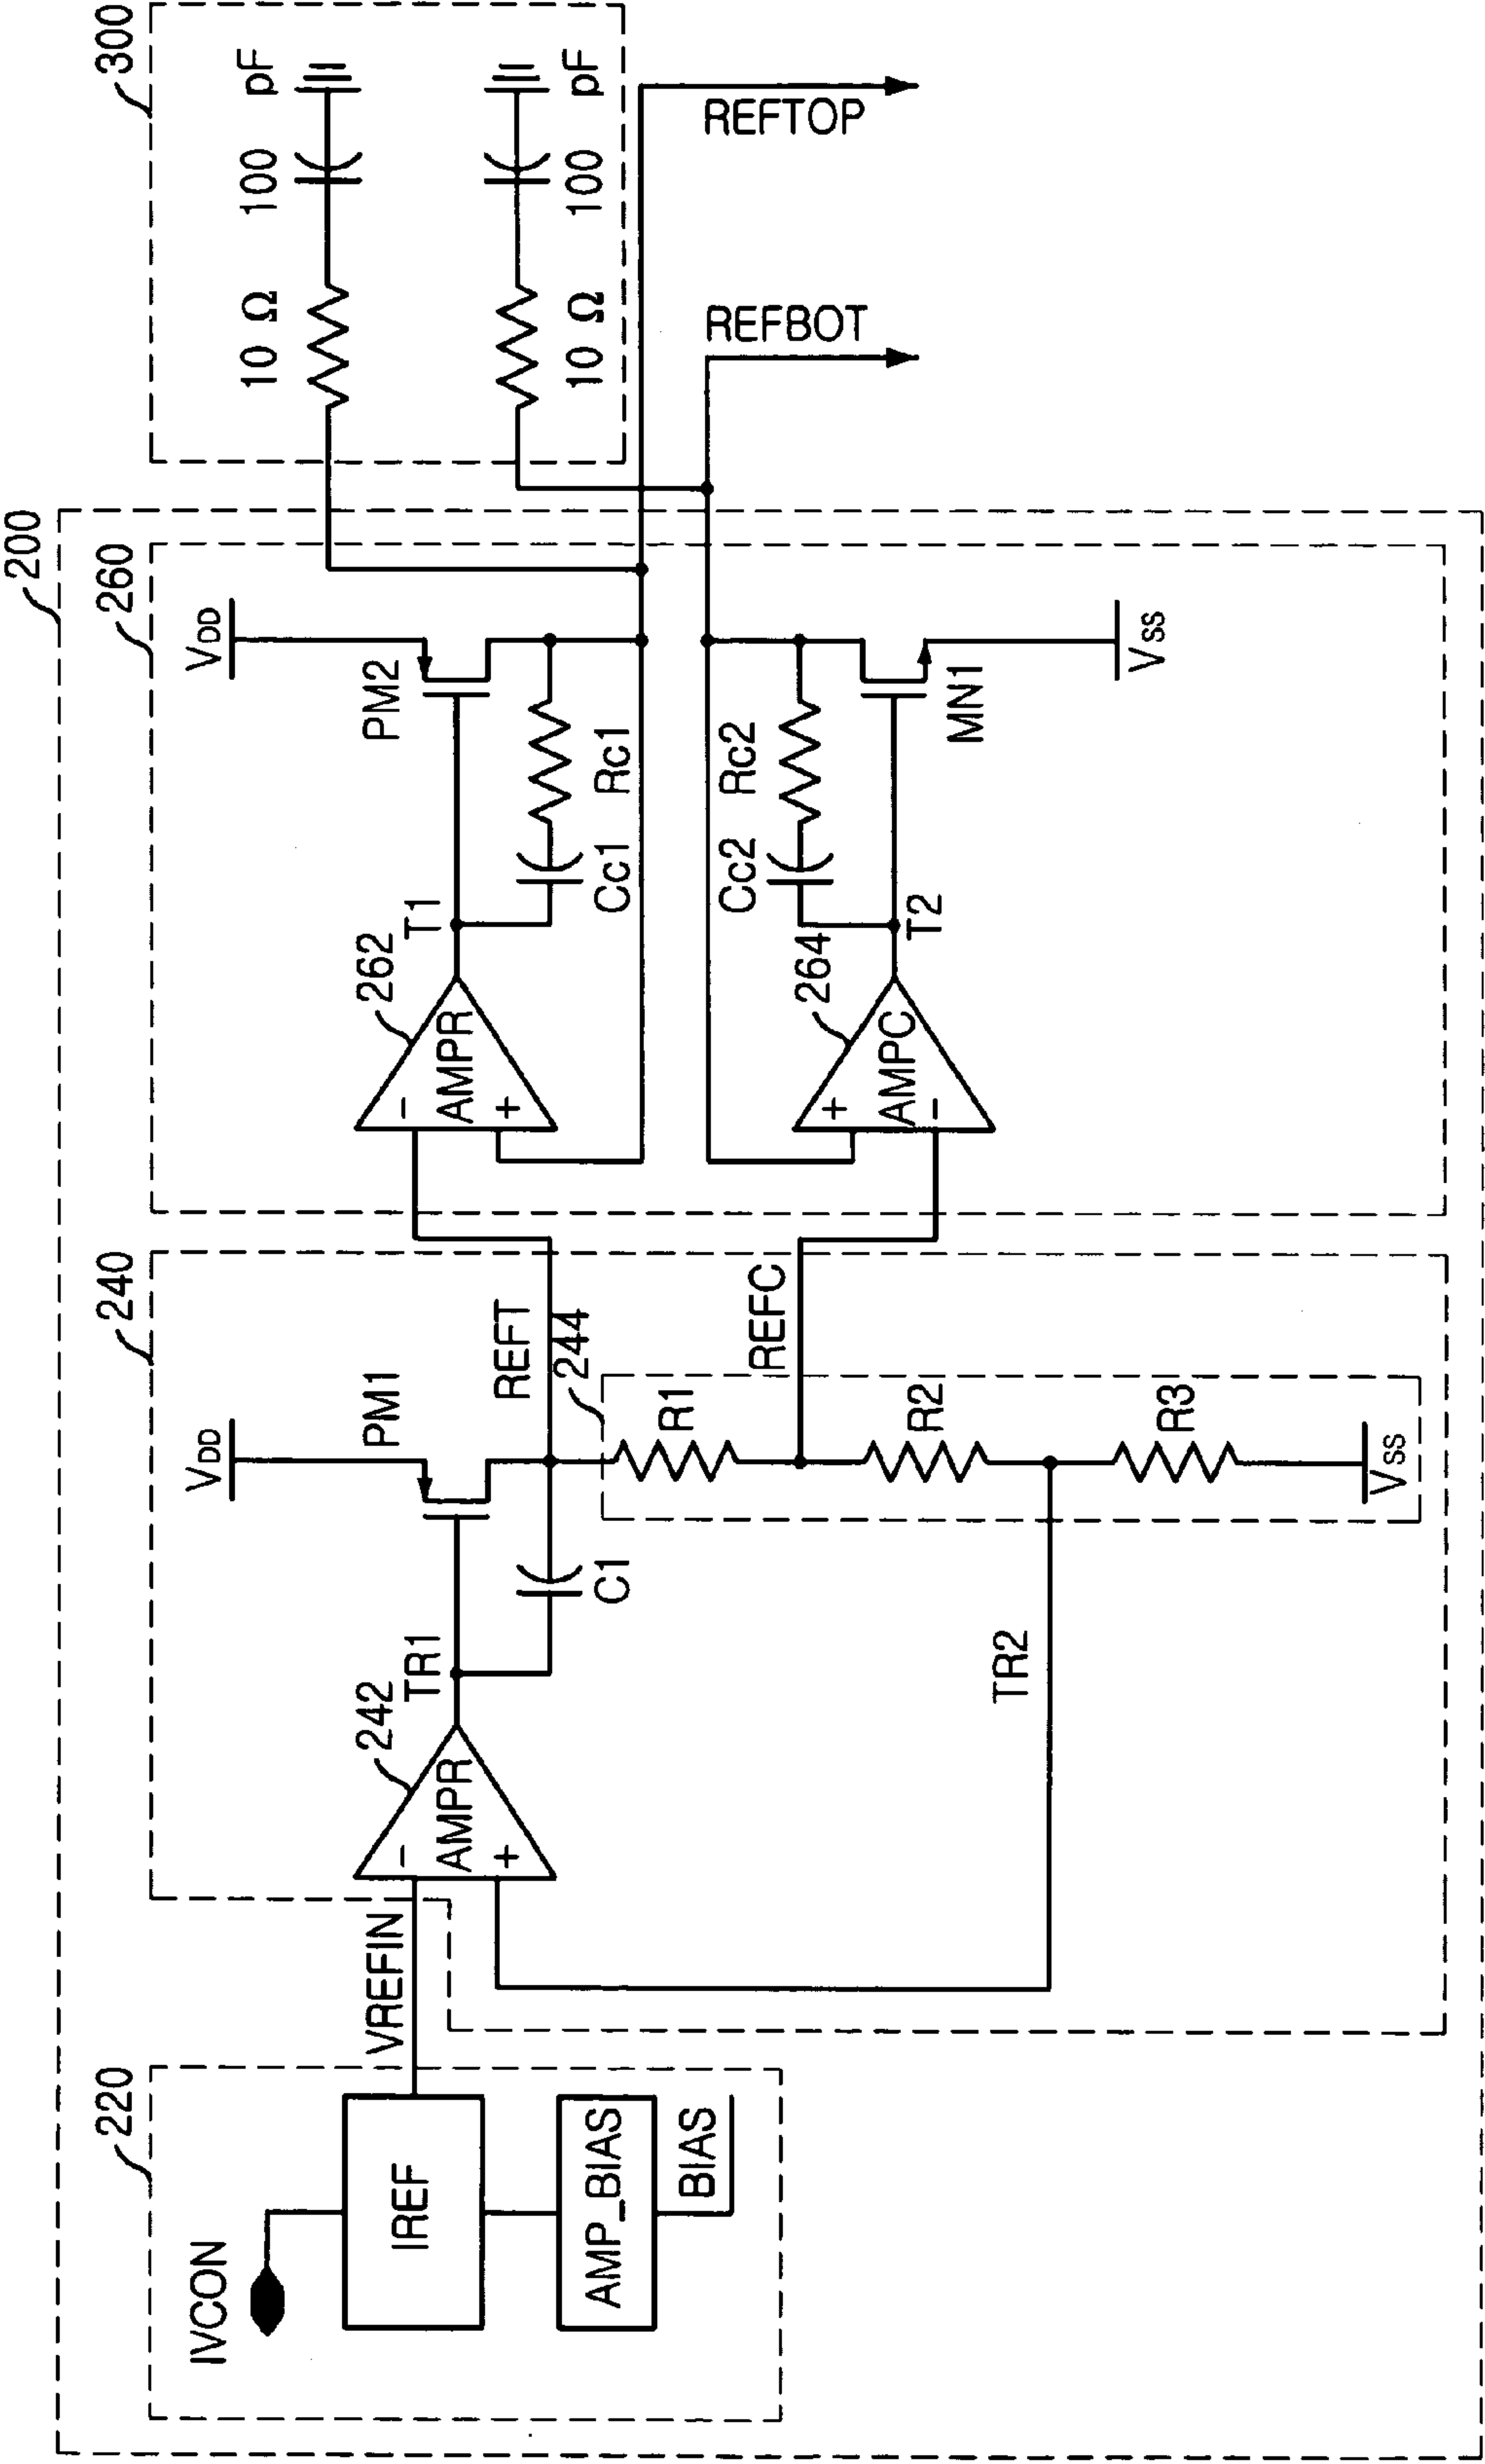 200
220
IVCON
IREF
AMP_BIAS
BIAS
VREFIN
240
242
AMPR
−
+
TR1
C1
VDD
PM1
REFT
244
R1
REFC
R2
TR2
R3
VSS
260
262
AMPR
−
+
T1
VDD
PM2
Cc1
Rc1
264
AMPC
+
−
T2
Cc2
Rc2
MN1
VSS
300
10 Ω
100 pF
10 Ω
100 pF
REFTOP
REFBOT